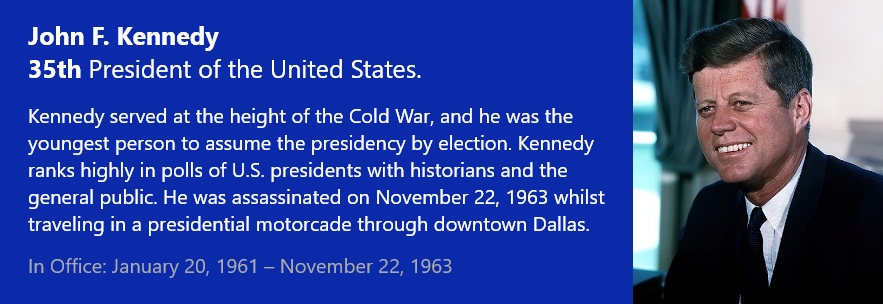 John F. Kennedy
35th President of the United States.
Kennedy served at the height of the Cold War, and he was the
youngest person to assume the presidency by election. Kennedy
ranks highly in polls of U.S. presidents with historians and the
general public. He was assassinated on November 22, 1963 whilst
traveling in a presidential motorcade through downtown Dallas.
In Office: January 20, 1961 – November 22, 1963